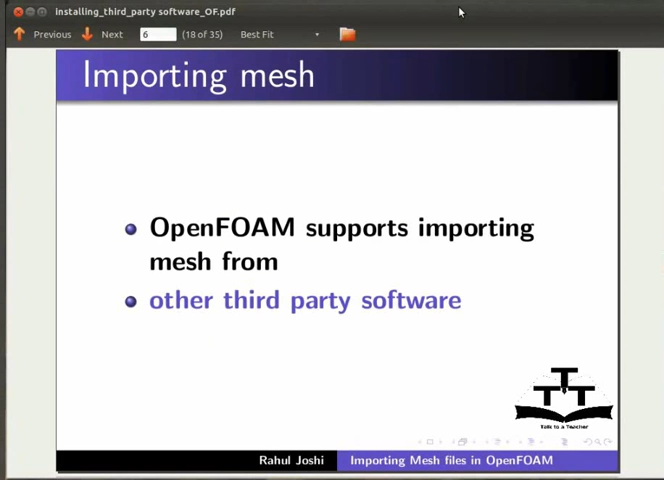 Installing_third_party software_OF.pdf
Previous Next 6 (18 of 35) Best Fit
Importing mesh
OpenFOAM supports importing
mesh from
other third party software
TTT
Talk to a Teacher
Rahul Joshi Importing Mesh files in OpenFOAM